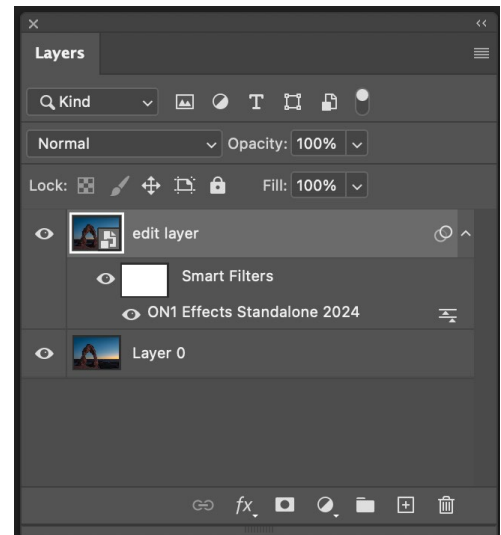 Layers
Kind
T
Normal Opacity: 100%
Lock: Fill: 100%
edit layer
Smart Filters
ON1 Effects Standalone 2024
Layer 0
fx